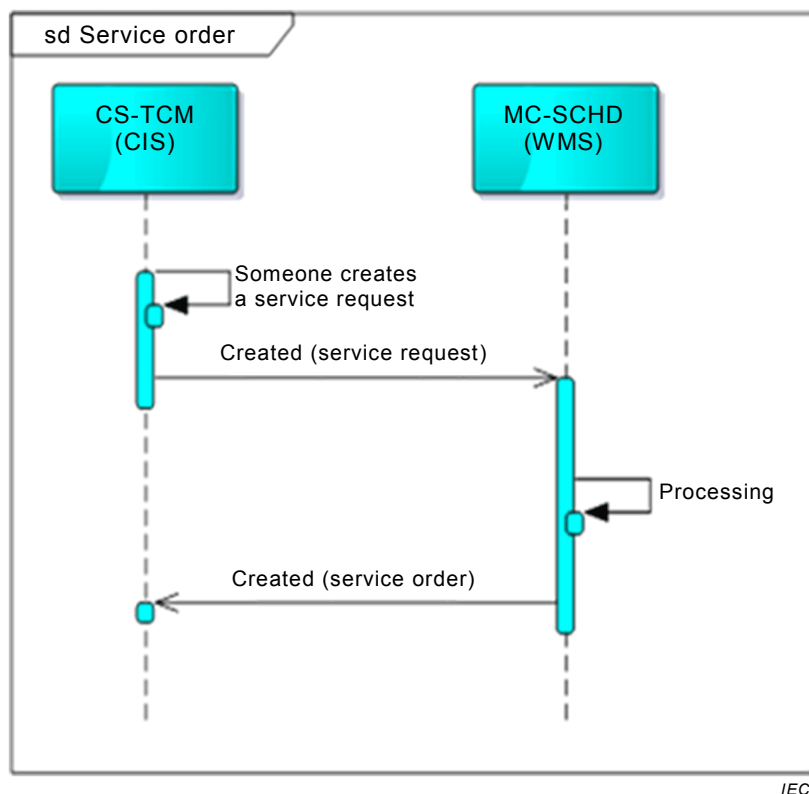 sd Service order
CS-TCM
(CIS)
MC-SCHD
(WMS)
Someone creates
a service request
Created (service request)
Processing
Created (service order)
IEC